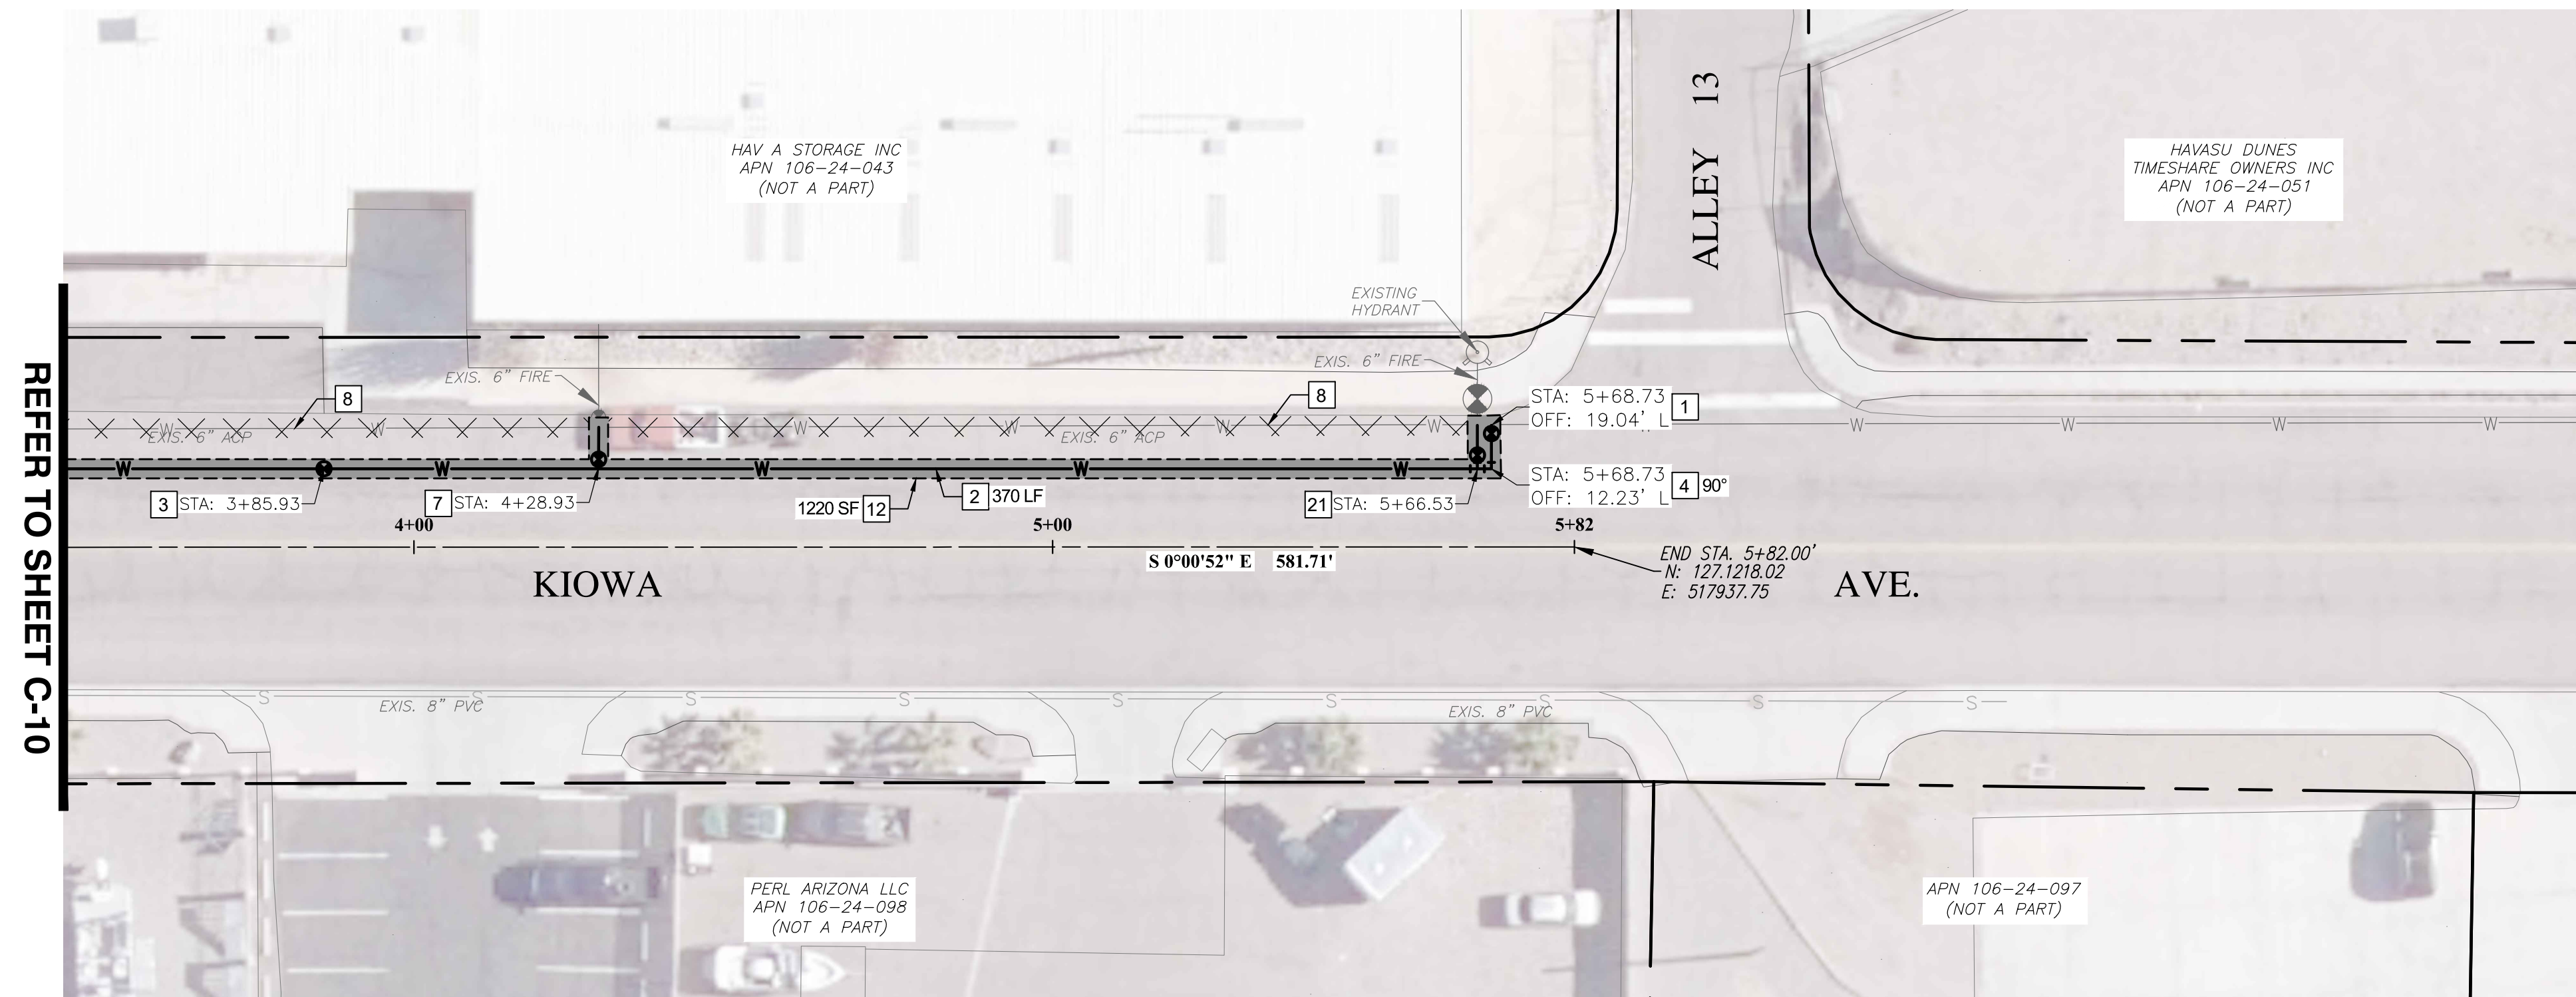 REFER TO SHEET C-10
HAV A STORAGE INC
APN 106-24-043
(NOT A PART)
ALLEY 13
HAVASU DUNES
TIMESHARE OWNERS INC
APN 106-24-051
(NOT A PART)
EXISTING
HYDRANT
EXIS. 6" FIRE
EXIS. 6" FIRE
8
8
STA: 5+68.73
OFF: 19.04' L
1
W W W W W W W W W W
EXIS. 6" ACP
EXIS. 6" ACP
W W W W W
3 STA: 3+85.93
7 STA: 4+28.93
1220 SF 12
2 370 LF
21 STA: 5+66.53
STA: 5+68.73
OFF: 12.23' L
4 90°
4+00
5+00
5+82
S 0°00'52" E 581.71'
END STA. 5+82.00'
N: 127.1218.02
E: 517937.75
KIOWA AVE.
S S S S S S S S S
EXIS. 8" PVC
EXIS. 8" PVC
PERL ARIZONA LLC
APN 106-24-098
(NOT A PART)
APN 106-24-097
(NOT A PART)